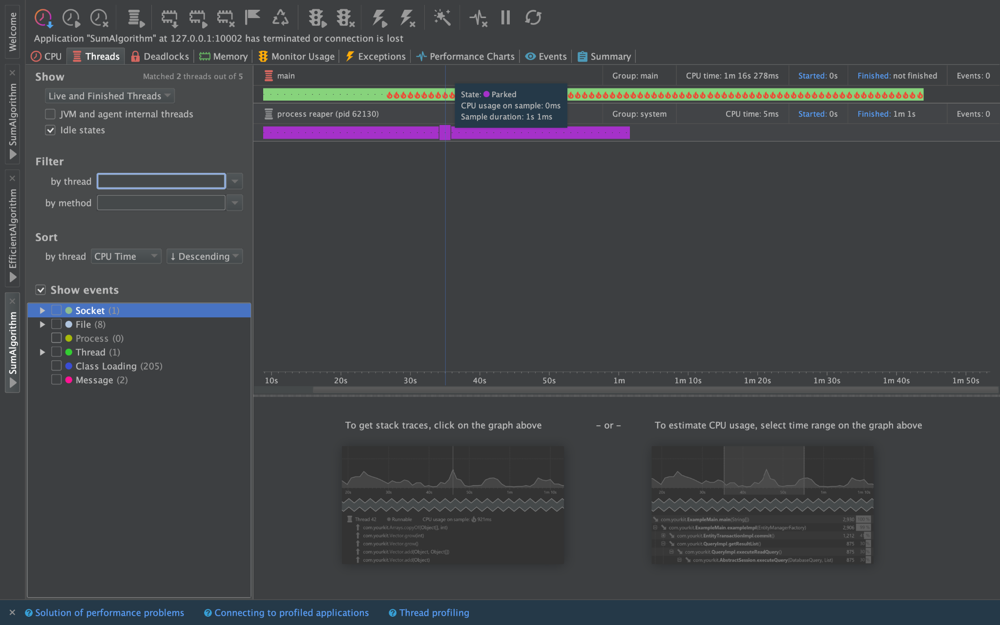 Welcome
SumAlgorithm
EfficientAlgorithm
SumAlgorithm
Application "SumAlgorithm" at 127.0.0.1:10002 has terminated or connection is lost
CPU
Threads
Deadlocks
Memory
Monitor Usage
Exceptions
Performance Charts
Events
Summary
Show
Matched 2 threads out of 5
Live and Finished Threads
JVM and agent internal threads
Idle states
Filter
by thread
by method
Sort
by thread CPU Time ↓ Descending
Show events
Socket (1)
File (8)
Process (0)
Thread (1)
Class Loading (205)
Message (2)
main
Group: main
CPU time: 1m 16s 278ms
Started: 0s
Finished: not finished
Events: 0
State: Parked
CPU usage on sample: 0ms
Sample duration: 1s 1ms
process reaper (pid 62130)
Group: system
CPU time: 5ms
Started: 0s
Finished: 1m 1s
Events: 0
10s 20s 30s 40s 50s 1m 1m 10s 1m 20s 1m 30s 1m 40s 1m 50s
To get stack traces, click on the graph above
– or –
To estimate CPU usage, select time range on the graph above
20s 30s 40s 50s 1m 1m 10s
Thread 42 Runnable CPU usage on sample: 921ms
com.yourkit.Arrays.copyOf(Object[], int)
com.yourkit.Vector.grow(int)
com.yourkit.Vector.grow()
com.yourkit.Vector.add(Object, Object[])
com.yourkit.Vector.add(Object)
20s 30s 40s 50s 1m 1m 10s
com.yourkit.ExampleMain.main(String[]) 2,930 100 %
com.yourkit.ExampleMain.exampleImpl(EntityManagerFactory) 2,906 99 %
com.yourkit.EntityTransactionImpl.commit() 1,212 41 %
com.yourkit.QueryImpl.getResultList() 875 30 %
com.yourkit.QueryImpl.executeReadQuery() 875 30 %
com.yourkit.AbstractSession.executeQuery(DatabaseQuery, List) 875 30 %
Solution of performance problems
Connecting to profiled applications
Thread profiling